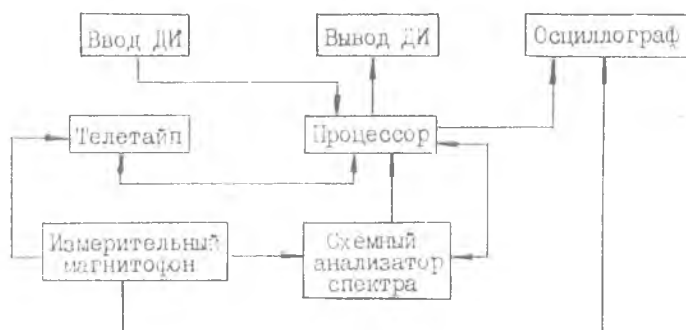 Ввод ДИ
Вывод ДИ
Осциллограф
Телетайп
Процессор
Измерительный
магнитофон
Схемный
анализатор
спектра